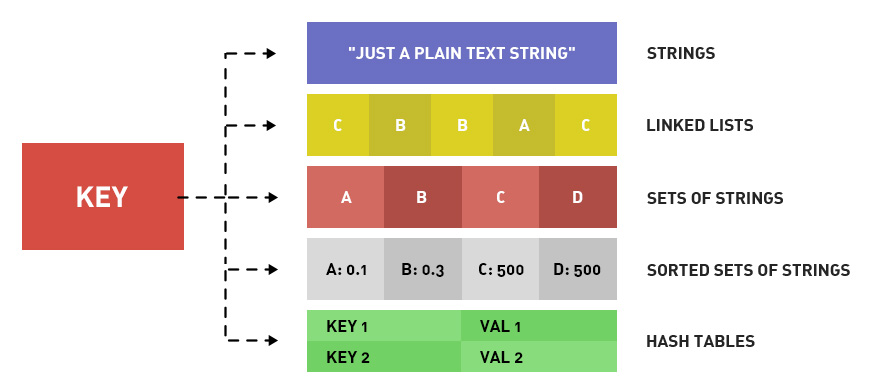 KEY
"JUST A PLAIN TEXT STRING" STRINGS
C B B A C LINKED LISTS
A B C D SETS OF STRINGS
A: 0.1 B: 0.3 C: 500 D: 500 SORTED SETS OF STRINGS
KEY 1 VAL 1
KEY 2 VAL 2
HASH TABLES